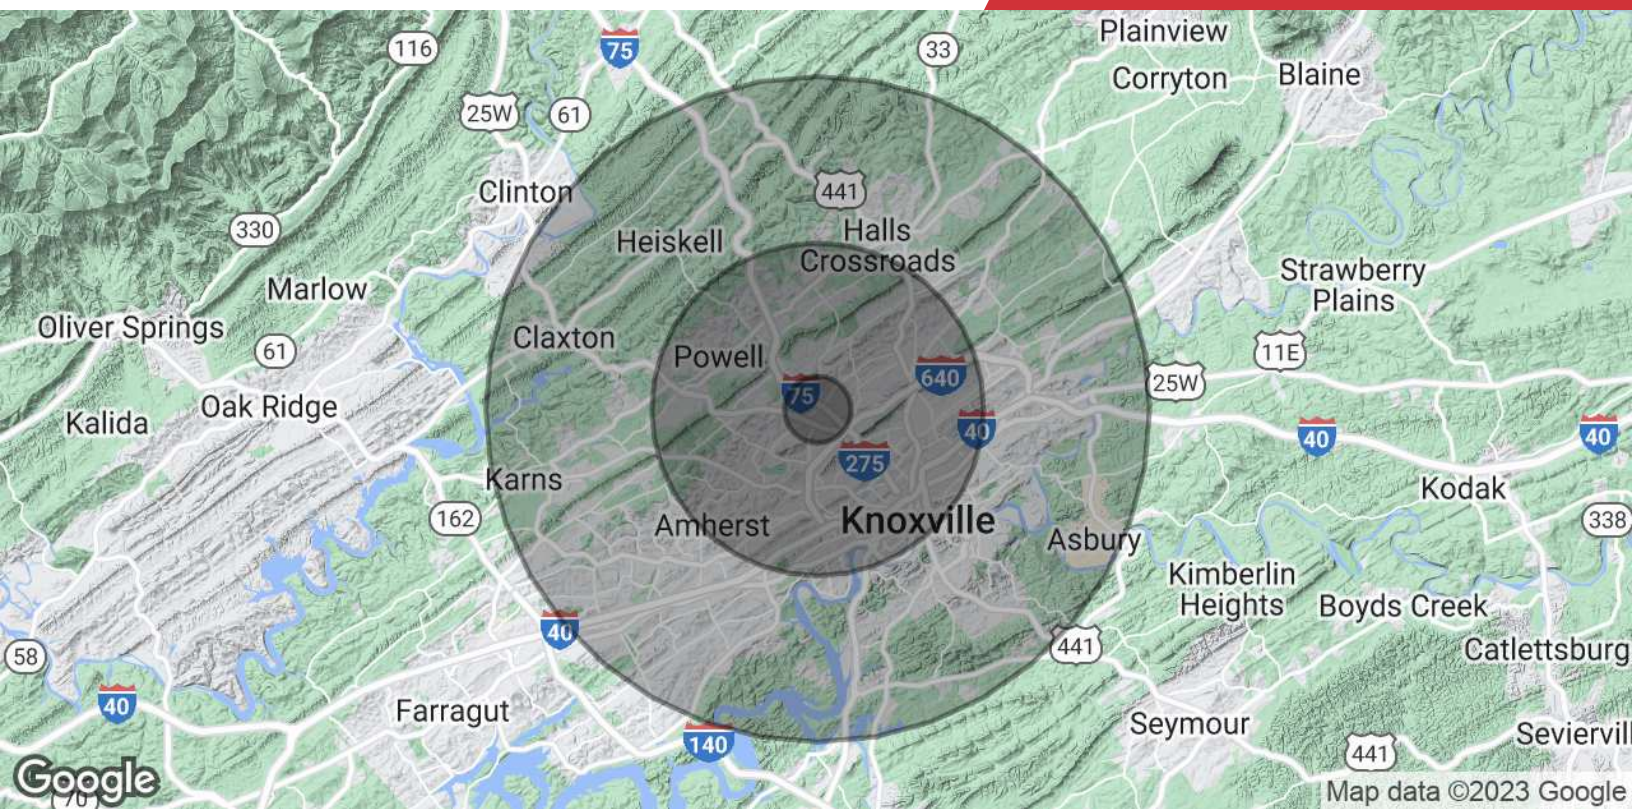 Plainview
116
75
33
Corryton
Blaine
25W
61
Clinton
441
330
Heiskell
Halls
Crossroads
Strawberry
Plains
Marlow
Oliver Springs
61
Claxton
11E
Powell
640
25W
75
Oak Ridge
Kalida
40
40
40
275
Karns
Kodak
162
Amherst
Knoxville
338
Asbury
Kimberlin
Heights
Boyds Creek
40
441
58
Catlettsburg
40
Farragut
Seymour
140
Seviervill
441
Google
70
Map data ©2023 Google